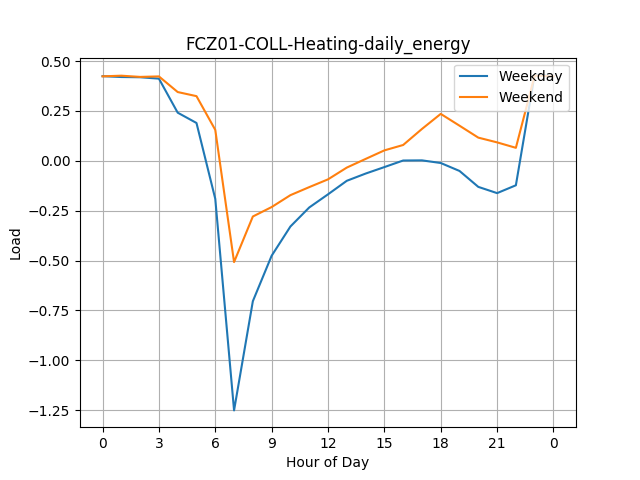 FCZ01-COLL-Heating-daily_energy
Weekday
Weekend
0.50
0.25
0.00
−0.25
−0.50
−0.75
−1.00
−1.25
Load
0 3 6 9 12 15 18 21 0
Hour of Day